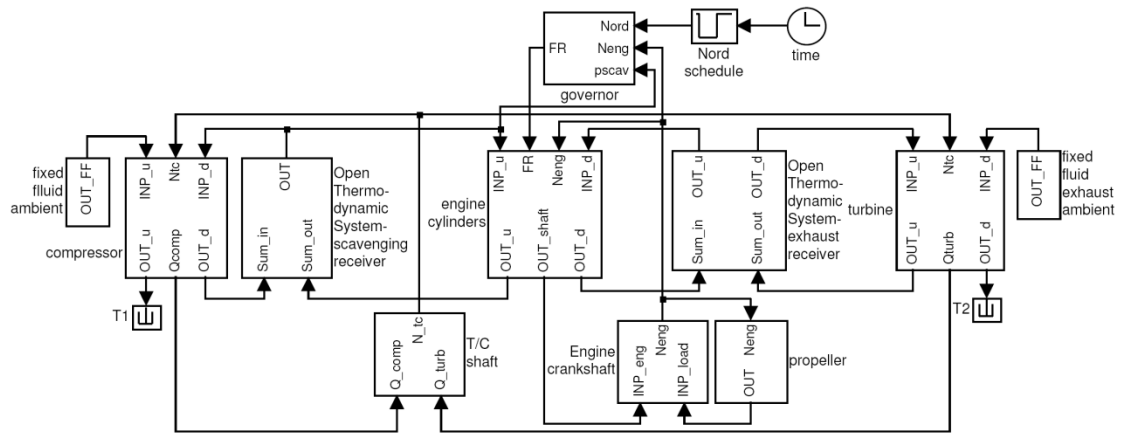 Nord
FR
Neng
pscav
governor
Nord
schedule
time
fixed
flluid
ambient
OUT_FF
INP_u
Ntc
INP_d
OUT_u
Qcomp
OUT_d
compressor
T1
OUT
Sum_in
Sum_out
Open
Thermo-
dynamic
System-
scavenging
receiver
engine
cylinders
INP_u
FR
Neng
INP_d
OUT_u
OUT_shaft
OUT_d
OUT_u
OUT_d
Sum_in
Sum_out
Open
Thermo-
dynamic
System-
exhaust
receiver
turbine
INP_u
Ntc
INP_d
OUT_u
Qturb
OUT_d
T2
OUT_FF
fixed
fluid
exhaust
ambient
N_tc
Q_comp
Q_turb
T/C
shaft
Engine
crankshaft
Neng
INP_eng
INP_load
Neng
OUT
propeller